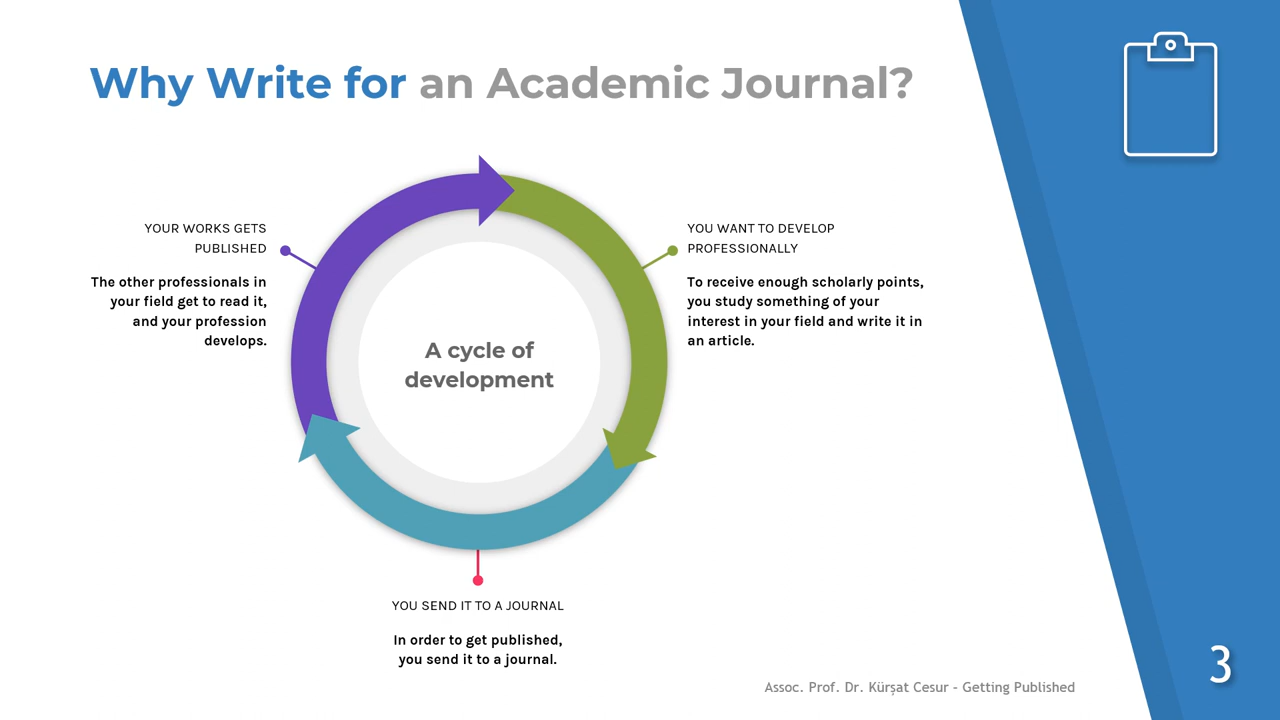 Why Write for an Academic Journal?
YOUR WORKS GETS
PUBLISHED
The other professionals in
your field get to read it,
and your profession
develops.
YOU WANT TO DEVELOP
PROFESSIONALLY
To receive enough scholarly points,
you study something of your
interest in your field and write it in
an article.
A cycle of
development
YOU SEND IT TO A JOURNAL
In order to get published,
you send it to a journal.
Assoc. Prof. Dr. Kürşat Cesur - Getting Published
3